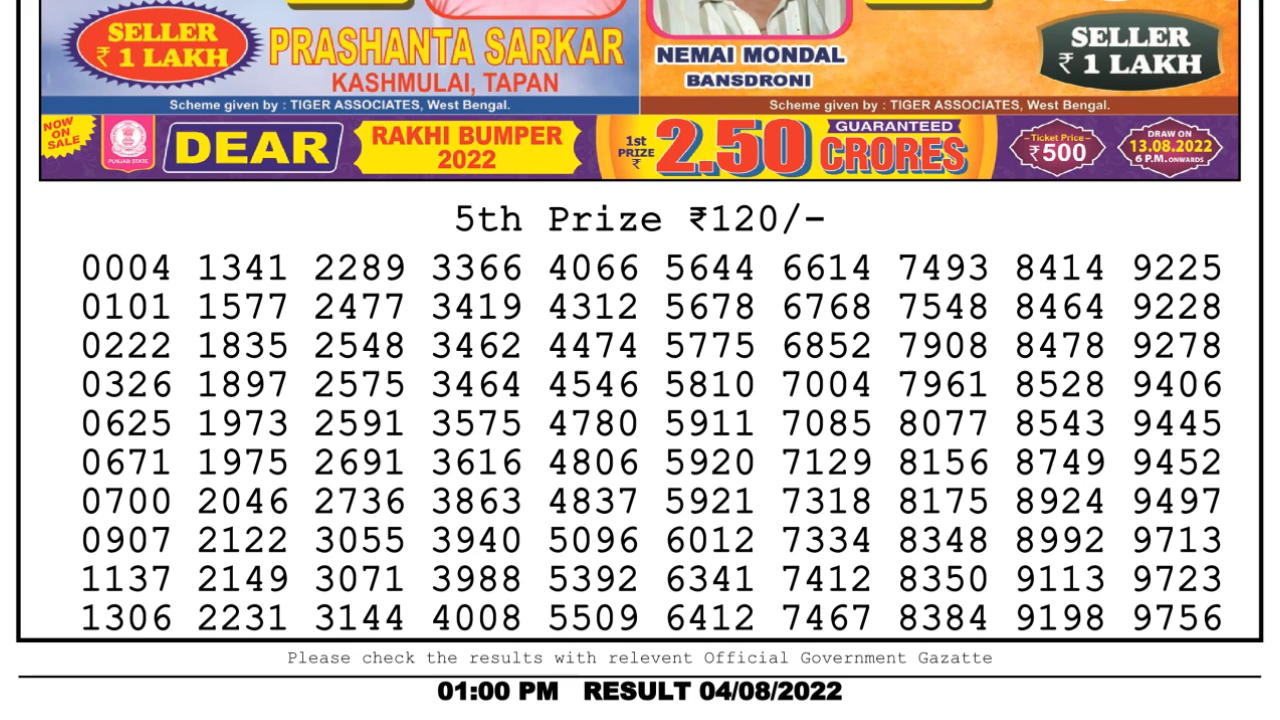 SELLER
₹ 1 LAKH
PRASHANTA SARKAR
KASHMULAI, TAPAN
Scheme given by : TIGER ASSOCIATES, West Bengal.
NEMAI MONDAL
BANSDRONI
SELLER
₹ 1 LAKH
Scheme given by : TIGER ASSOCIATES, West Bengal.
NOW
ON
SALE
PUNJAB STATE
DEAR
RAKHI BUMPER
2022
1st
PRIZE
₹
2.50
GUARANTEED
CRORES
Ticket Price
₹500
DRAW ON
13.08.2022
6 P.M. ONWARDS
5th Prize ₹120/-
0004 1341 2289 3366 4066 5644 6614 7493 8414 9225
0101 1577 2477 3419 4312 5678 6768 7548 8464 9228
0222 1835 2548 3462 4474 5775 6852 7908 8478 9278
0326 1897 2575 3464 4546 5810 7004 7961 8528 9406
0625 1973 2591 3575 4780 5911 7085 8077 8543 9445
0671 1975 2691 3616 4806 5920 7129 8156 8749 9452
0700 2046 2736 3863 4837 5921 7318 8175 8924 9497
0907 2122 3055 3940 5096 6012 7334 8348 8992 9713
1137 2149 3071 3988 5392 6341 7412 8350 9113 9723
1306 2231 3144 4008 5509 6412 7467 8384 9198 9756
Please check the results with relevent Official Government Gazatte
01:00 PM RESULT 04/08/2022